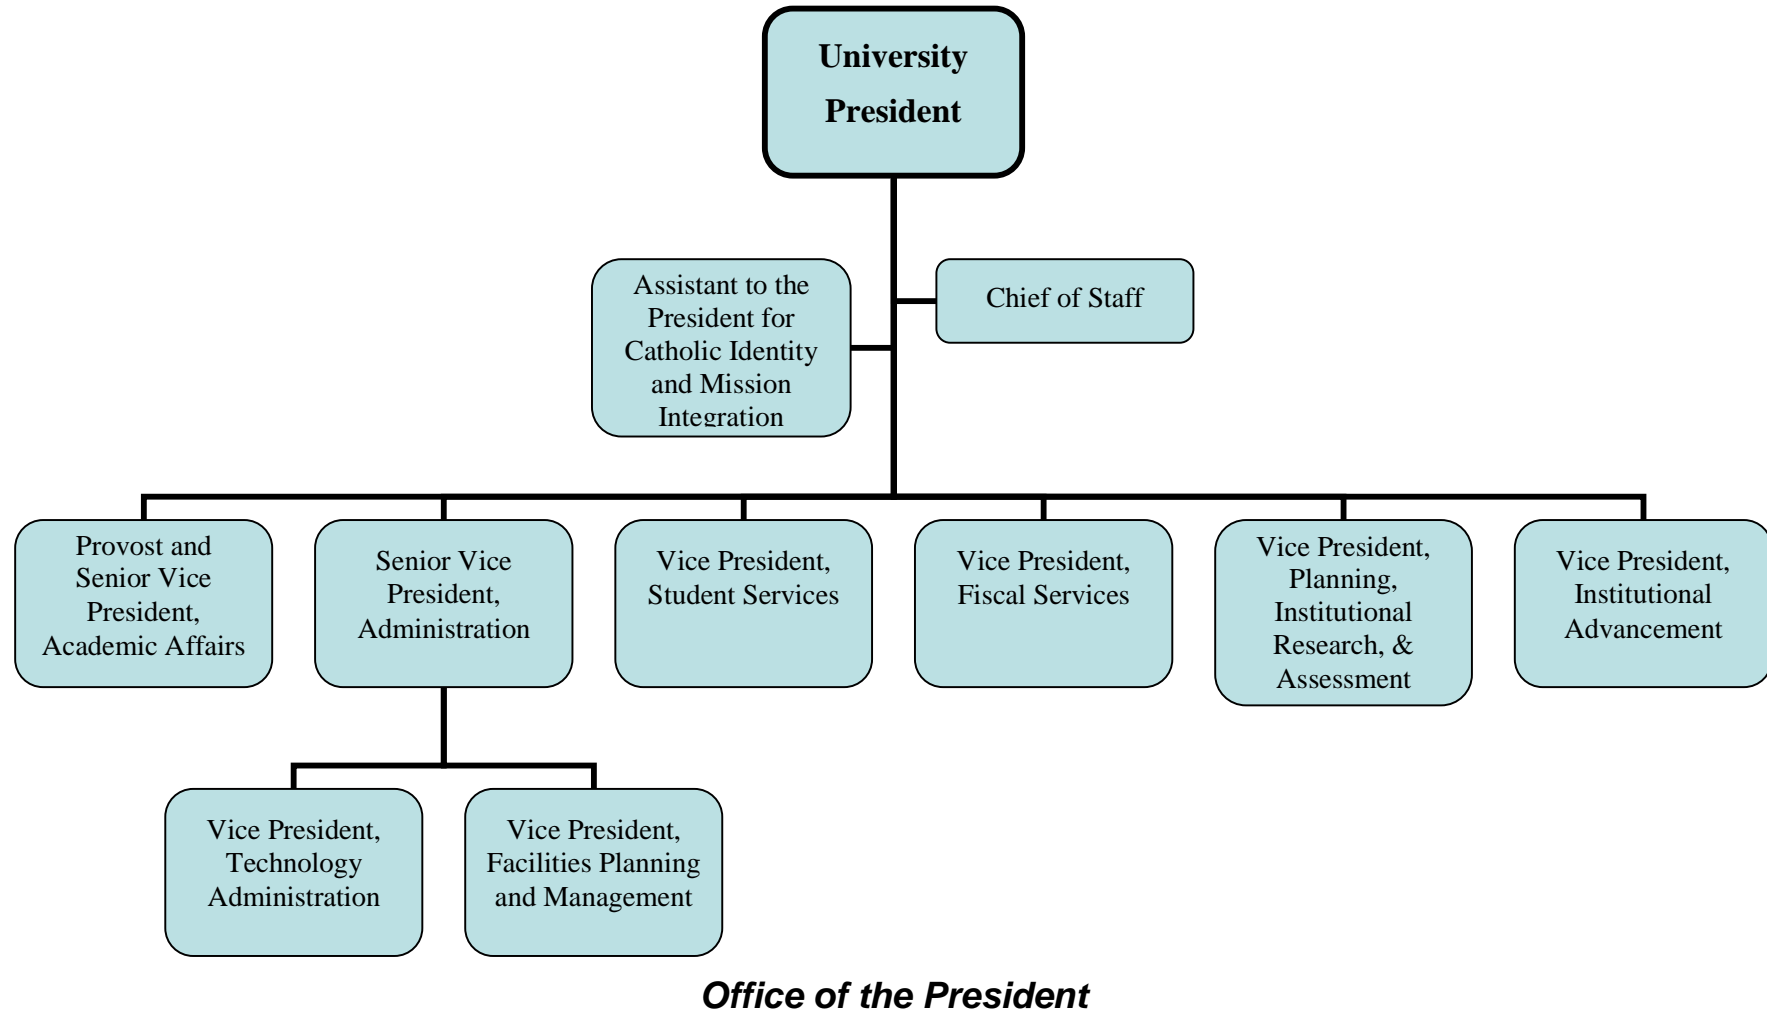 University
President
Assistant to the
President for
Catholic Identity
and Mission
Integration
Chief of Staff
Provost and
Senior Vice
President,
Academic Affairs
Senior Vice
President,
Administration
Vice President,
Student Services
Vice President,
Fiscal Services
Vice President,
Planning,
Institutional
Research, &
Assessment
Vice President,
Institutional
Advancement
Vice President,
Technology
Administration
Vice President,
Facilities Planning
and Management
Office of the President